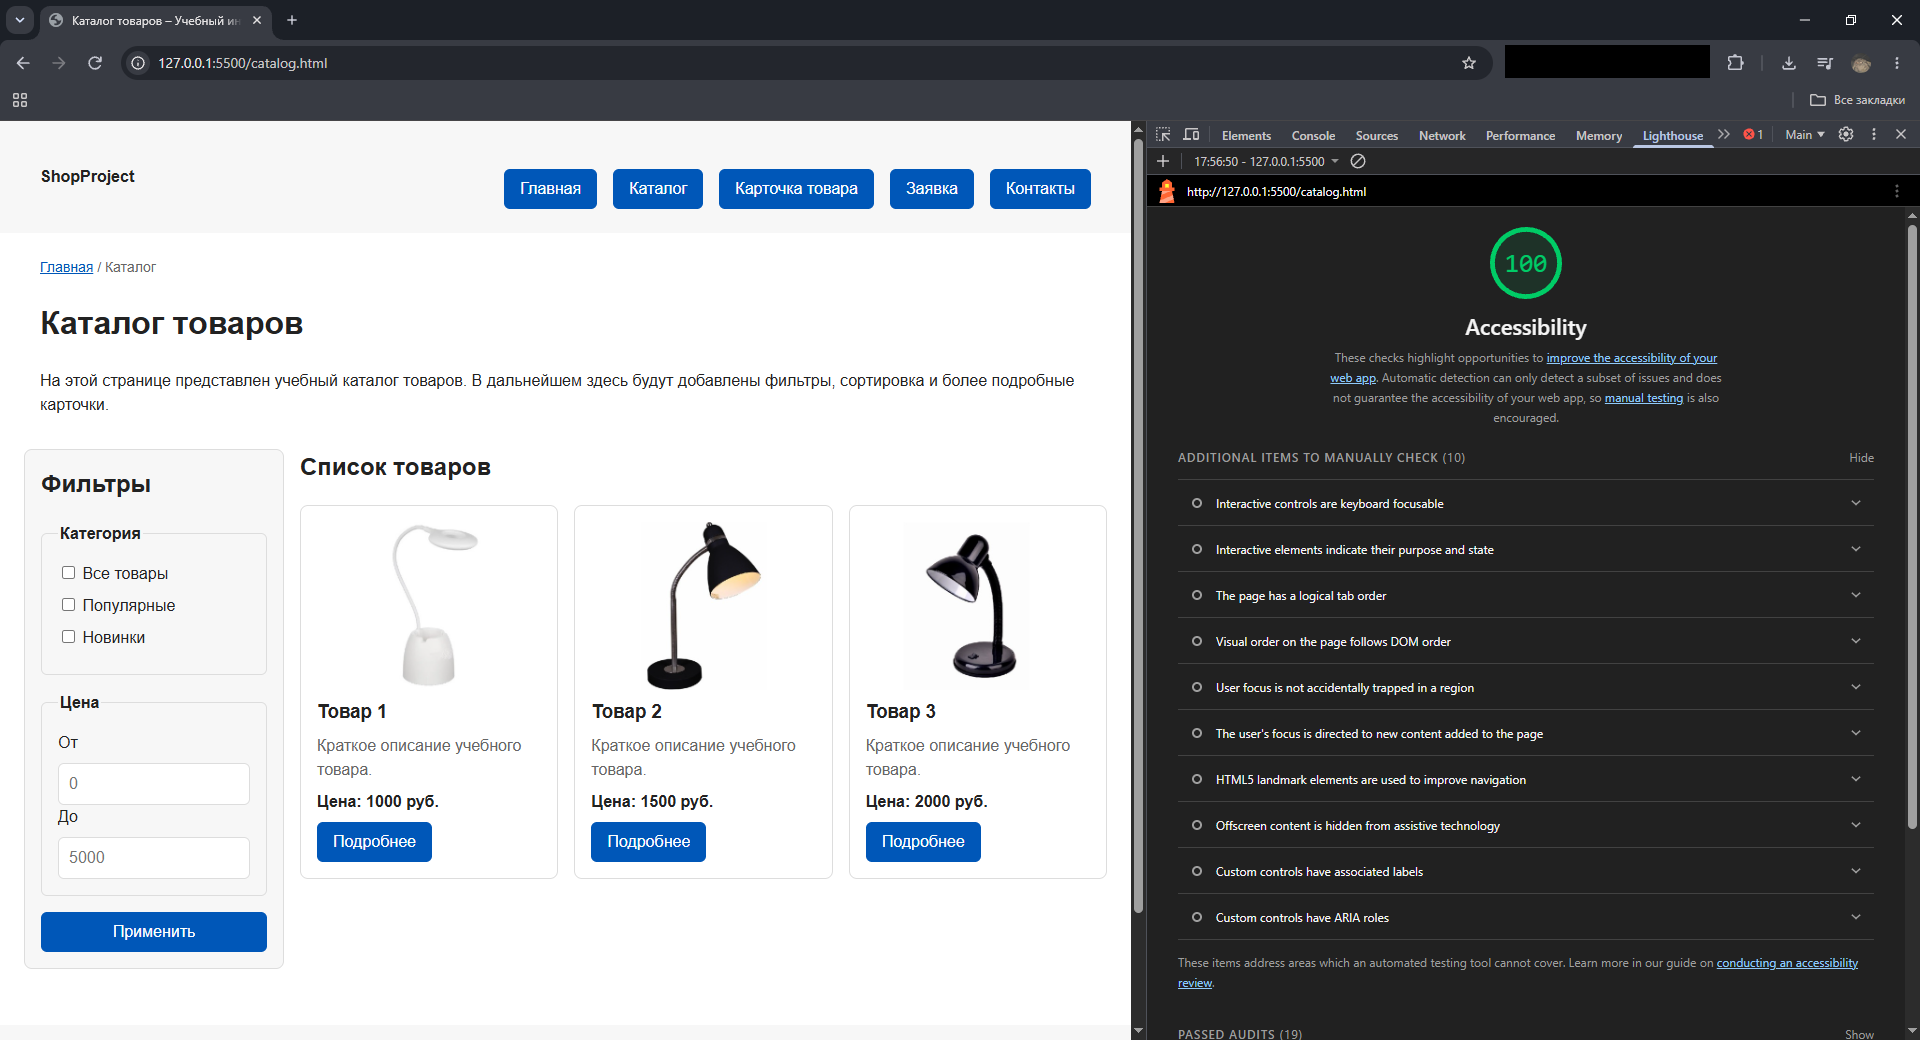 Каталог товаров – Учебный ин
127.0.0.1:5500/catalog.html
Все закладки
ShopProject
Главная
Каталог
Карточка товара
Заявка
Контакты
Главная / Каталог
Каталог товаров
На этой странице представлен учебный каталог товаров. В дальнейшем здесь будут добавлены фильтры, сортировка и более подробные
карточки.
Фильтры
Категория
Все товары
Популярные
Новинки
Цена
От
0
До
5000
Применить
Список товаров
Товар 1
Краткое описание учебного
товара.
Цена: 1000 руб.
Подробнее
Товар 2
Краткое описание учебного
товара.
Цена: 1500 руб.
Подробнее
Товар 3
Краткое описание учебного
товара.
Цена: 2000 руб.
Подробнее
Elements Console Sources Network Performance Memory Lighthouse 1 Main
17:56:50 - 127.0.0.1:5500
http://127.0.0.1:5500/catalog.html
100
Accessibility
These checks highlight opportunities to improve the accessibility of your
web app. Automatic detection can only detect a subset of issues and does
not guarantee the accessibility of your web app, so manual testing is also
encouraged.
ADDITIONAL ITEMS TO MANUALLY CHECK (10) Hide
Interactive controls are keyboard focusable
Interactive elements indicate their purpose and state
The page has a logical tab order
Visual order on the page follows DOM order
User focus is not accidentally trapped in a region
The user's focus is directed to new content added to the page
HTML5 landmark elements are used to improve navigation
Offscreen content is hidden from assistive technology
Custom controls have associated labels
Custom controls have ARIA roles
These items address areas which an automated testing tool cannot cover. Learn more in our guide on conducting an accessibility
review.
PASSED AUDITS (19) Show